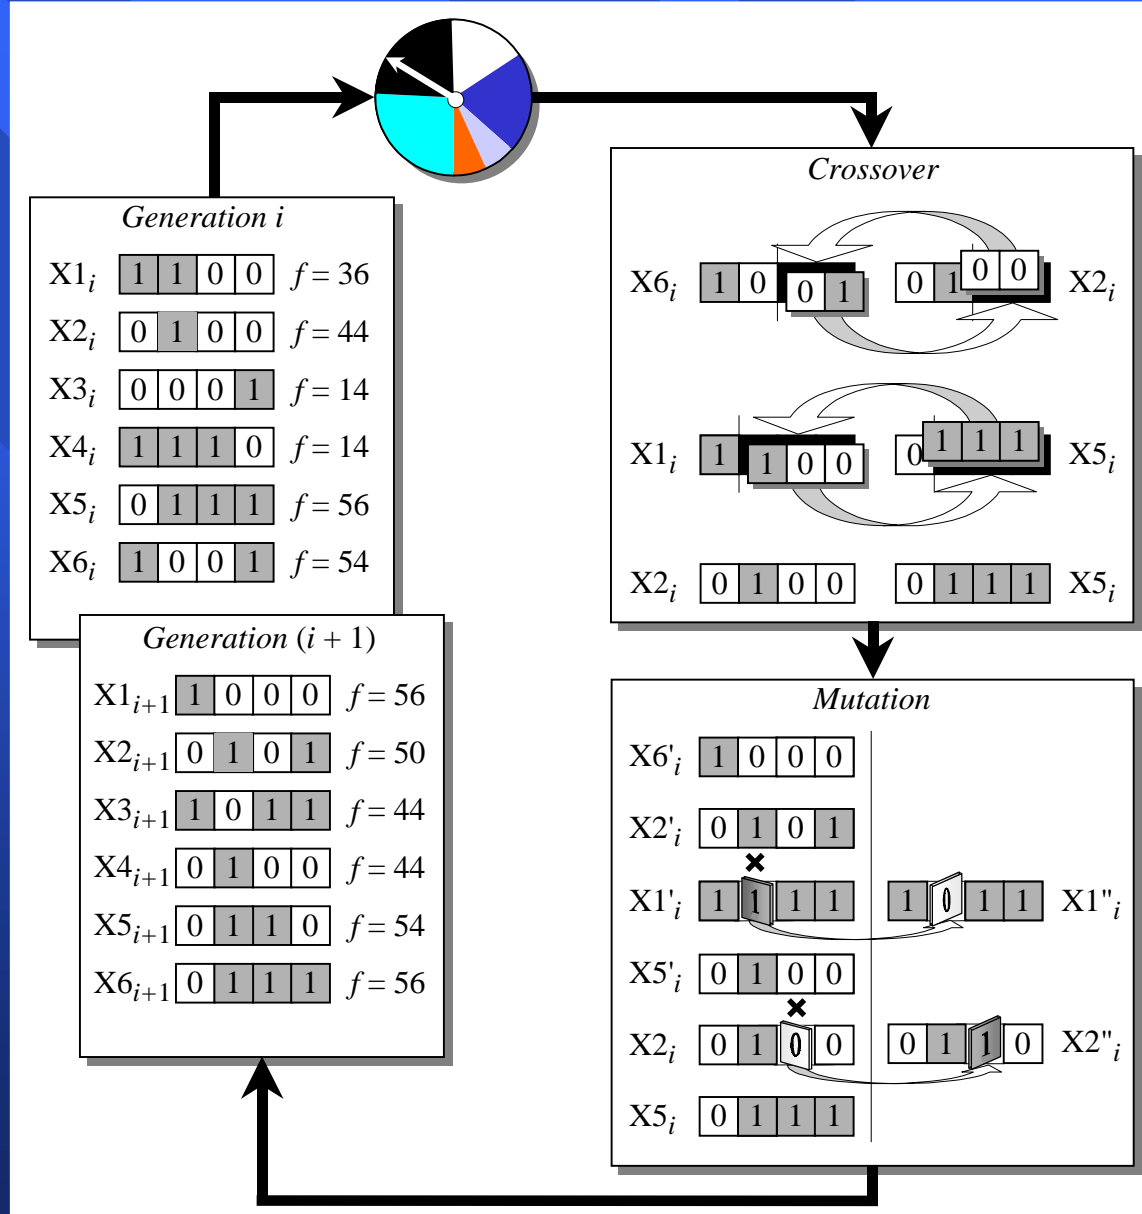 Generation i
X1i 1 1 0 0 f = 36
X2i 0 1 0 0 f = 44
X3i 0 0 0 1 f = 14
X4i 1 1 1 0 f = 14
X5i 0 1 1 1 f = 56
X6i 1 0 0 1 f = 54
Generation (i + 1)
X1i+1 1 0 0 0 f = 56
X2i+1 0 1 0 1 f = 50
X3i+1 1 0 1 1 f = 44
X4i+1 0 1 0 0 f = 44
X5i+1 0 1 1 0 f = 54
X6i+1 0 1 1 1 f = 56
Crossover
X6i 1 0 0 1 0 1 0 0 X2i
X1i 1 1 0 0 0 1 1 1 X5i
X2i 0 1 0 0 0 1 1 1 X5i
Mutation
X6'i 1 0 0 0
X2'i 0 1 0 1
X1'i 1 1 1 1 1 0 1 1 X1"i
X5'i 0 1 0 0
X2i 0 1 0 0 0 1 1 0 X2"i
X5i 0 1 1 1